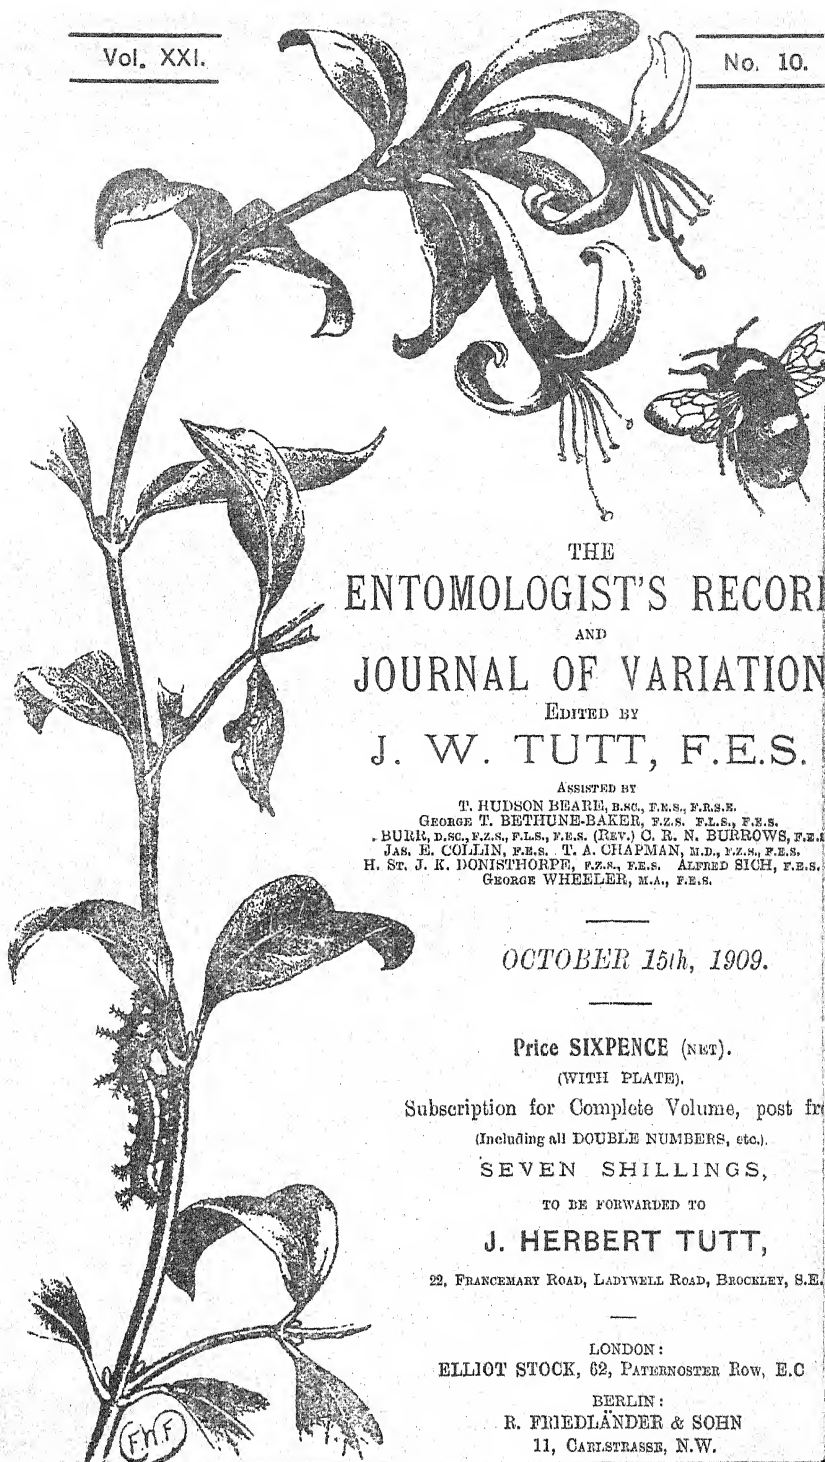 Vol. XXI.
No. 10.
THE
ENTOMOLOGIST'S RECOR
AND
JOURNAL OF VARIATION
EDITED BY
J. W. TUTT, F.E.S.
ASSISTED BY
T. HUDSON BEARE, B.SC., F.E.S., F.R.S.E.
GEORGE T. BETHUNE-BAKER, F.Z.S. F.L.S., F.E.S.
. BURR, D.SC., F.Z.S., F.L.S., F.E.S. (REV.) C. R. N. BURROWS, F.E.S
JAS. E. COLLIN, F.E.S. T. A. CHAPMAN, M.D., F.Z.S., F.E.S.
H. ST. J. K. DONISTHORPE, F.Z.S., F.E.S. ALFRED SICH, F.E.S.
GEORGE WHEELER, M.A., F.E.S.
OCTOBER 15th, 1909.
Price SIXPENCE (NET).
(WITH PLATE).
Subscription for Complete Volume, post fr
(Including all DOUBLE NUMBERS, etc.).
SEVEN SHILLINGS,
TO BE FORWARDED TO
J. HERBERT TUTT,
22, FRANCEMARY ROAD, LADYWELL ROAD, BROCKLEY, S.E.
LONDON:
ELLIOT STOCK, 62, PATERNOSTER ROW, E.C
BERLIN:
R. FRIEDLÄNDER & SOHN
11, CARLSTRASSE, N.W.
F.W.F